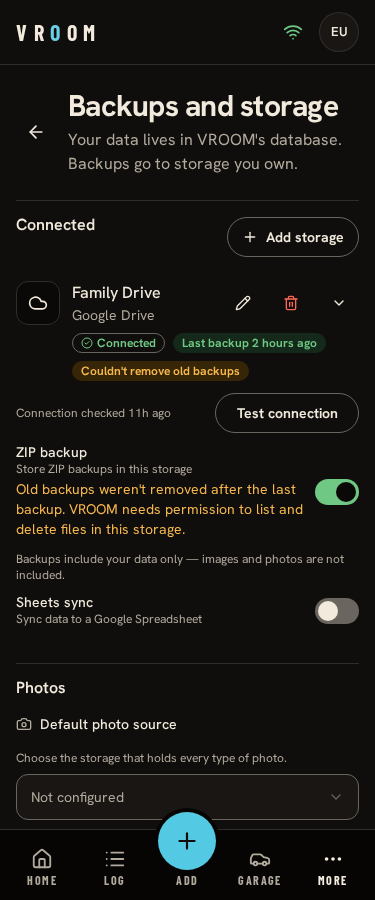 VROOM
EU
Backups and storage
Your data lives in VROOM's database.
Backups go to storage you own.
Connected
Add storage
Family Drive
Google Drive
Connected
Last backup 2 hours ago
Couldn't remove old backups
Connection checked 11h ago
Test connection
ZIP backup
Store ZIP backups in this storage
Old backups weren't removed after the last
backup. VROOM needs permission to list and
delete files in this storage.
Backups include your data only — images and photos are not
included.
Sheets sync
Sync data to a Google Spreadsheet
Photos
Default photo source
Choose the storage that holds every type of photo.
Not configured
HOME
LOG
ADD
GARAGE
MORE